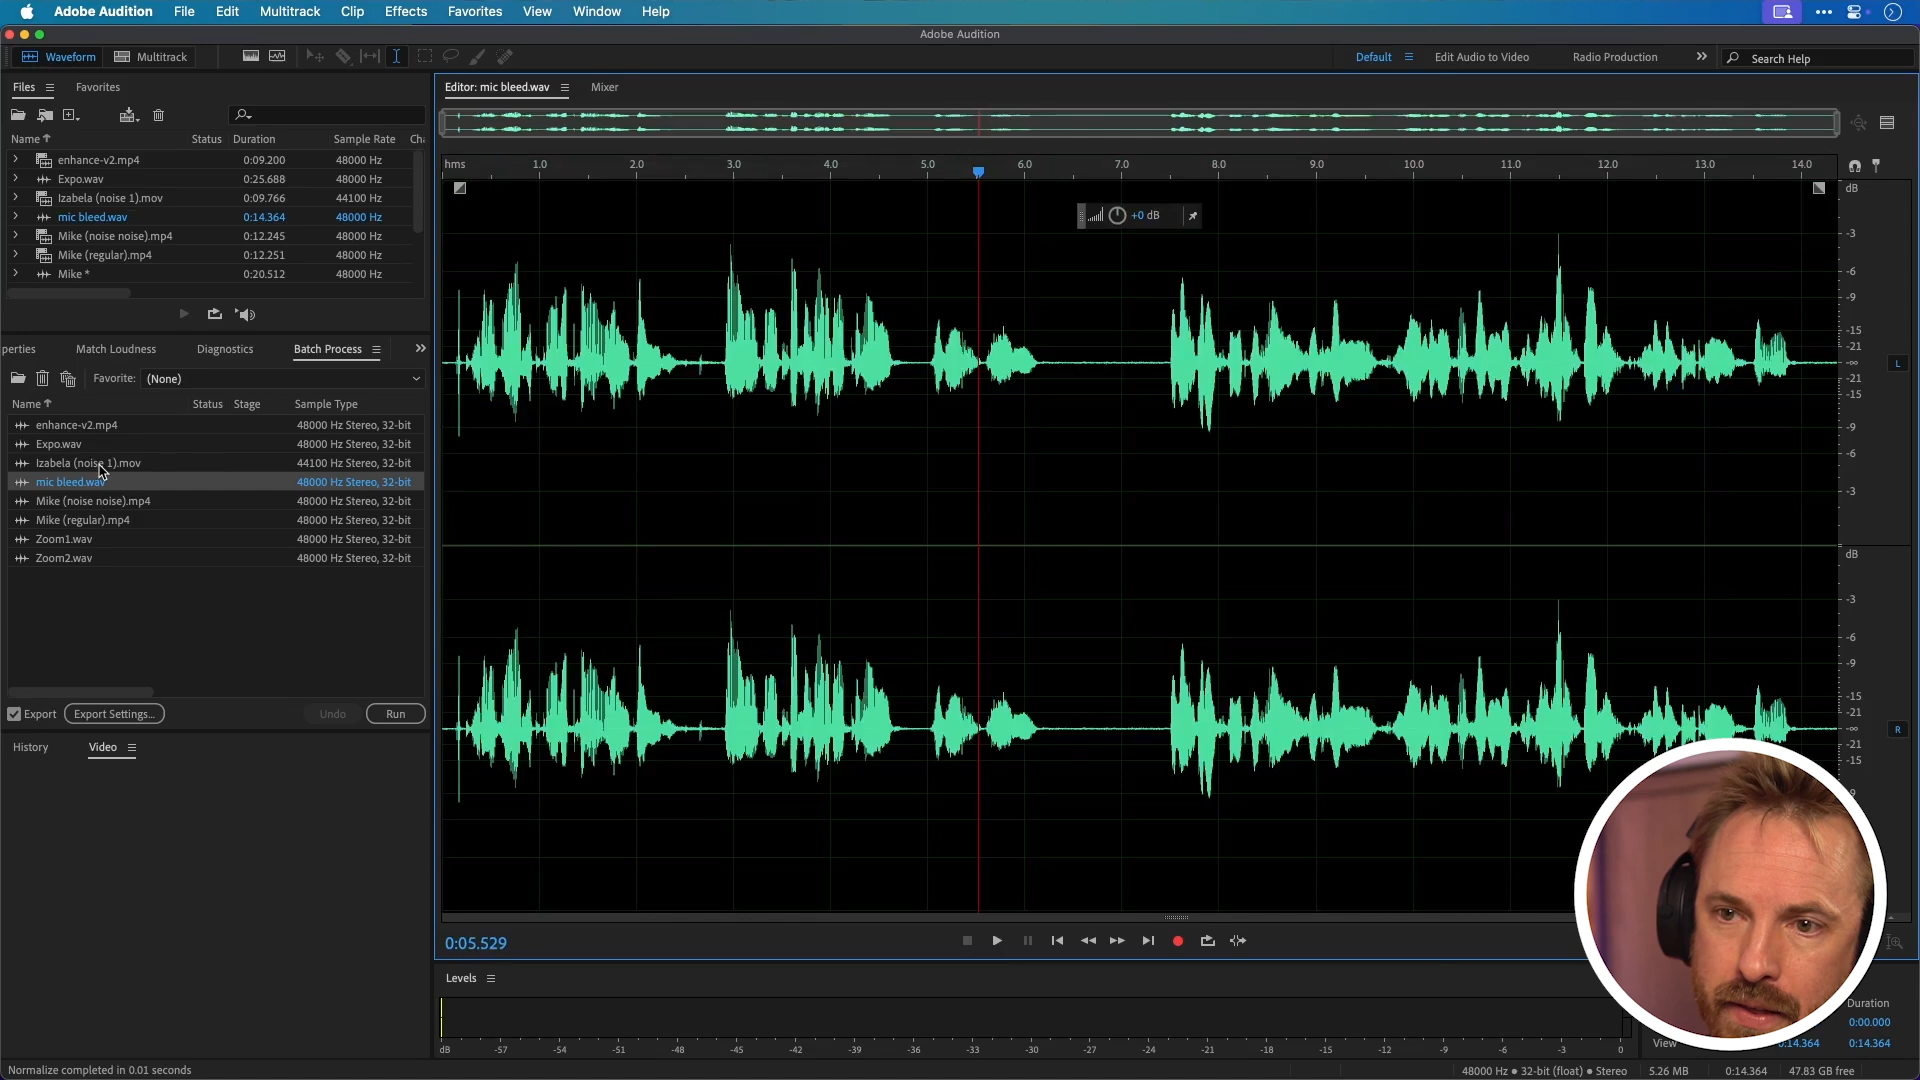 Adobe Audition File Edit Multitrack Clip Effects Favorites View Window Help
Adobe Audition
Waveform Multitrack Default Edit Audio to Video Radio Production Search Help
Files Favorites
Name Status Duration Sample Rate Ch
enhance-v2.mp4 0:09.200 48000 Hz
Expo.wav 0:25.688 48000 Hz
Izabela (noise 1).mov 0:09.766 44100 Hz
mic bleed.wav 0:14.364 48000 Hz
Mike (noise noise).mp4 0:12.245 48000 Hz
Mike (regular).mp4 0:12.251 48000 Hz
Mike * 0:20.512 48000 Hz
perties Match Loudness Diagnostics Batch Process
Favorite: (None)
Name Status Stage Sample Type
enhance-v2.mp4 48000 Hz Stereo, 32-bit
Expo.wav 48000 Hz Stereo, 32-bit
Izabela (noise 1).mov 44100 Hz Stereo, 32-bit
mic bleed.wav 48000 Hz Stereo, 32-bit
Mike (noise noise).mp4 48000 Hz Stereo, 32-bit
Mike (regular).mp4 48000 Hz Stereo, 32-bit
Zoom1.wav 48000 Hz Stereo, 32-bit
Zoom2.wav 48000 Hz Stereo, 32-bit
Export Export Settings... Undo Run
History Video
Editor: mic bleed.wav Mixer
hms 1.0 2.0 3.0 4.0 5.0 6.0 7.0 8.0 9.0 10.0 11.0 12.0 13.0 14.0
+0 dB
dB
-3
-6
-9
-15
-21
-∞
-21
-15
-9
-6
-3
L
dB
-3
-6
-9
-15
-21
-∞
-21
-15
-9
R
0:05.529
Levels
dB -57 -54 -51 -48 -45 -42 -39 -36 -33 -30 -27 -24 -21 -18 -15 -12 -9 -6 -3 0
Duration
0:00.000
View 0:14.364 0:14.364
Normalize completed in 0.01 seconds
48000 Hz ● 32-bit (float) ● Stereo 5.26 MB 0:14.364 47.83 GB free